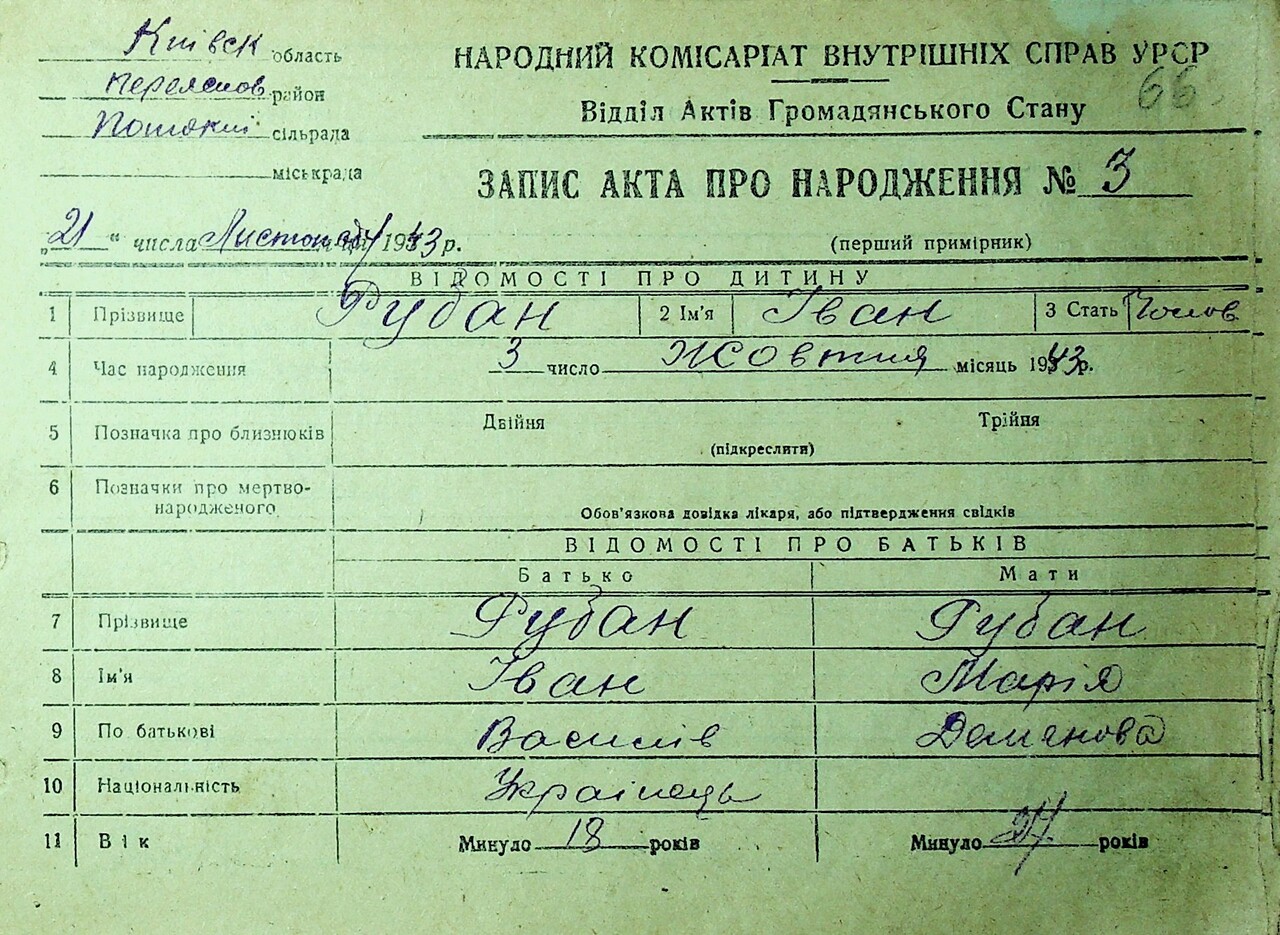 Київськ область
Переяслов район
сільрада
міськрада
НАРОДНИЙ КОМІСАРІАТ ВНУТРІШНІХ СПРАВ УРСР
66
Відділ Актів Громадянського Стану
ЗАПИС АКТА ПРО НАРОДЖЕННЯ № 3
„21“ числа Листопаду 1943 р.
(перший примірник)
ВІДОМОСТІ ПРО ДИТИНУ
1 Прізвище Рубан 2 Ім'я Іван 3 Стать Чолов
4 Час народження 3 число Жовтня місяць 1943 р.
5 Позначка про близнюків Двійня Трійня
(підкреслити)
6 Позначки про мертво-
народженого
Обов'язкова довідка лікаря, або підтвердження свідків
ВІДОМОСТІ ПРО БАТЬКІВ
Батько Мати
7 Прізвище Рубан Рубан
8 Ім'я Іван Марія
9 По батькові Василів Демянова
10 Національність Українець
11 Вік Минуло 18 років Минуло років